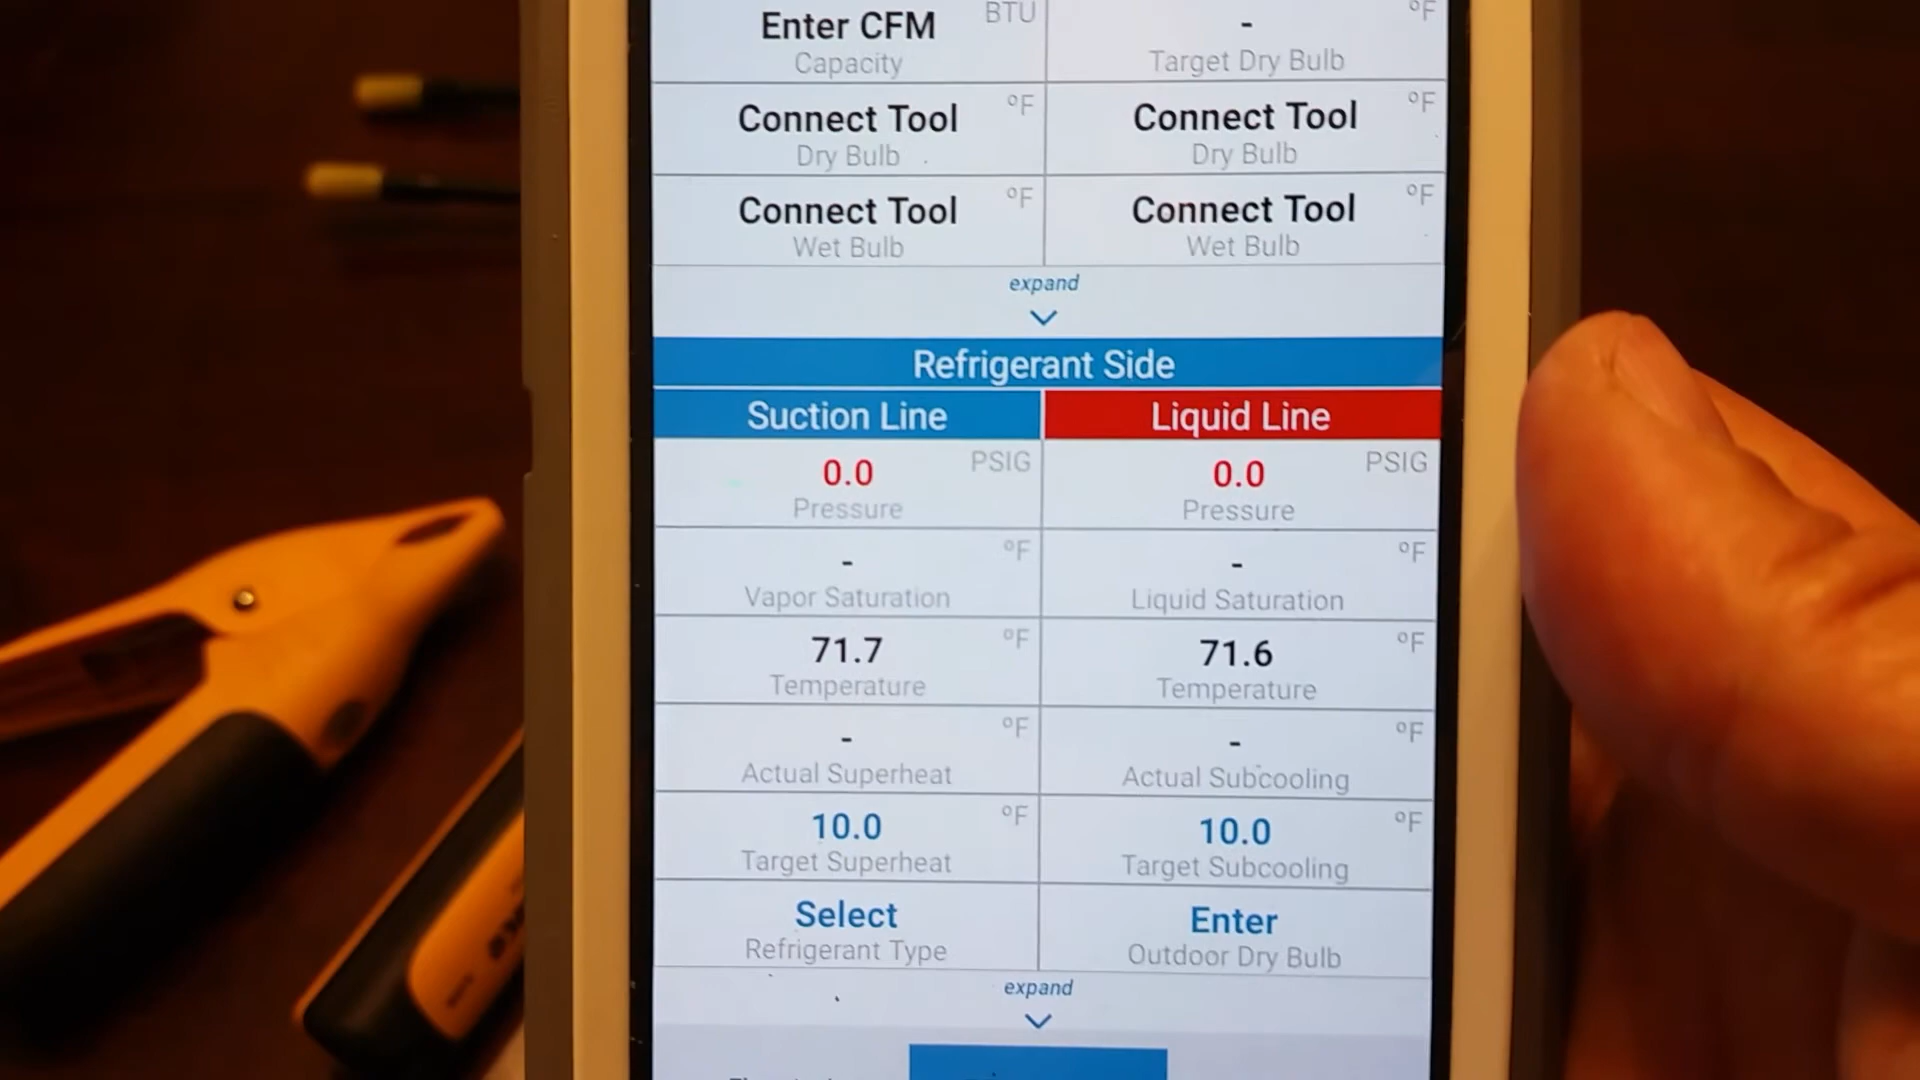 Enter CFM BTU - °F
Capacity Target Dry Bulb
Connect Tool °F Connect Tool °F
Dry Bulb Dry Bulb
Connect Tool °F Connect Tool °F
Wet Bulb Wet Bulb
expand
Refrigerant Side
Suction Line Liquid Line
0.0 PSIG 0.0 PSIG
Pressure Pressure
- °F - °F
Vapor Saturation Liquid Saturation
71.7 °F 71.6 °F
Temperature Temperature
- °F - °F
Actual Superheat Actual Subcooling
10.0 °F 10.0 °F
Target Superheat Target Subcooling
Select Enter
Refrigerant Type Outdoor Dry Bulb
expand